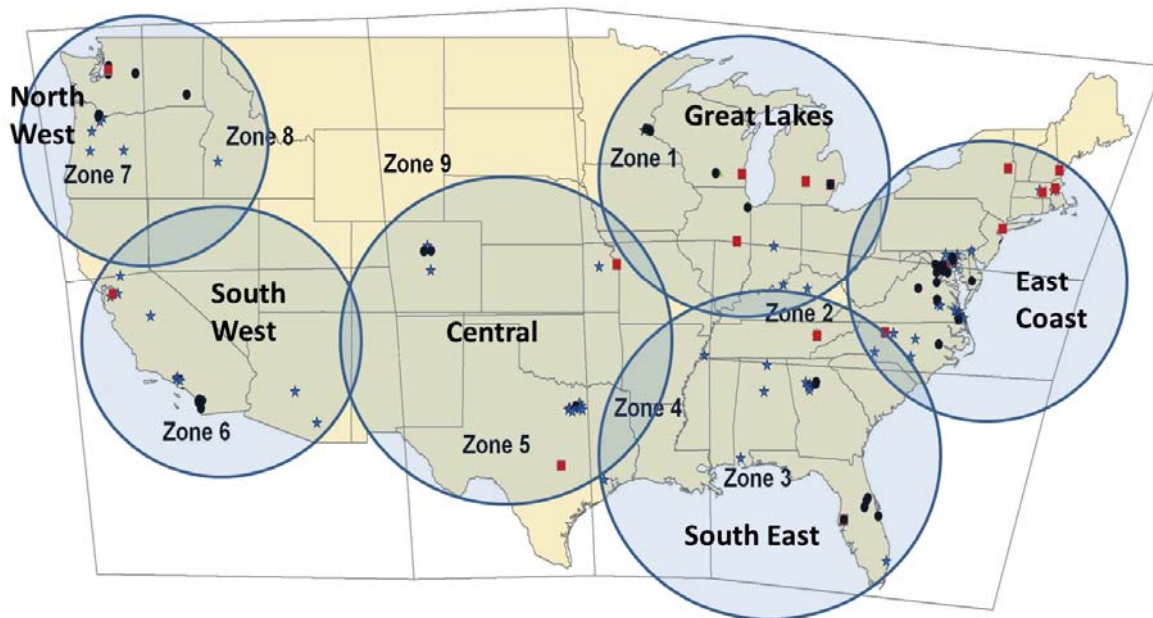 North
West
Zone 7
Zone 8
Zone 9
Great Lakes
Zone 1
South
West
Zone 6
Central
Zone 5
Zone 2
Zone 4
East
Coast
Zone 3
South East